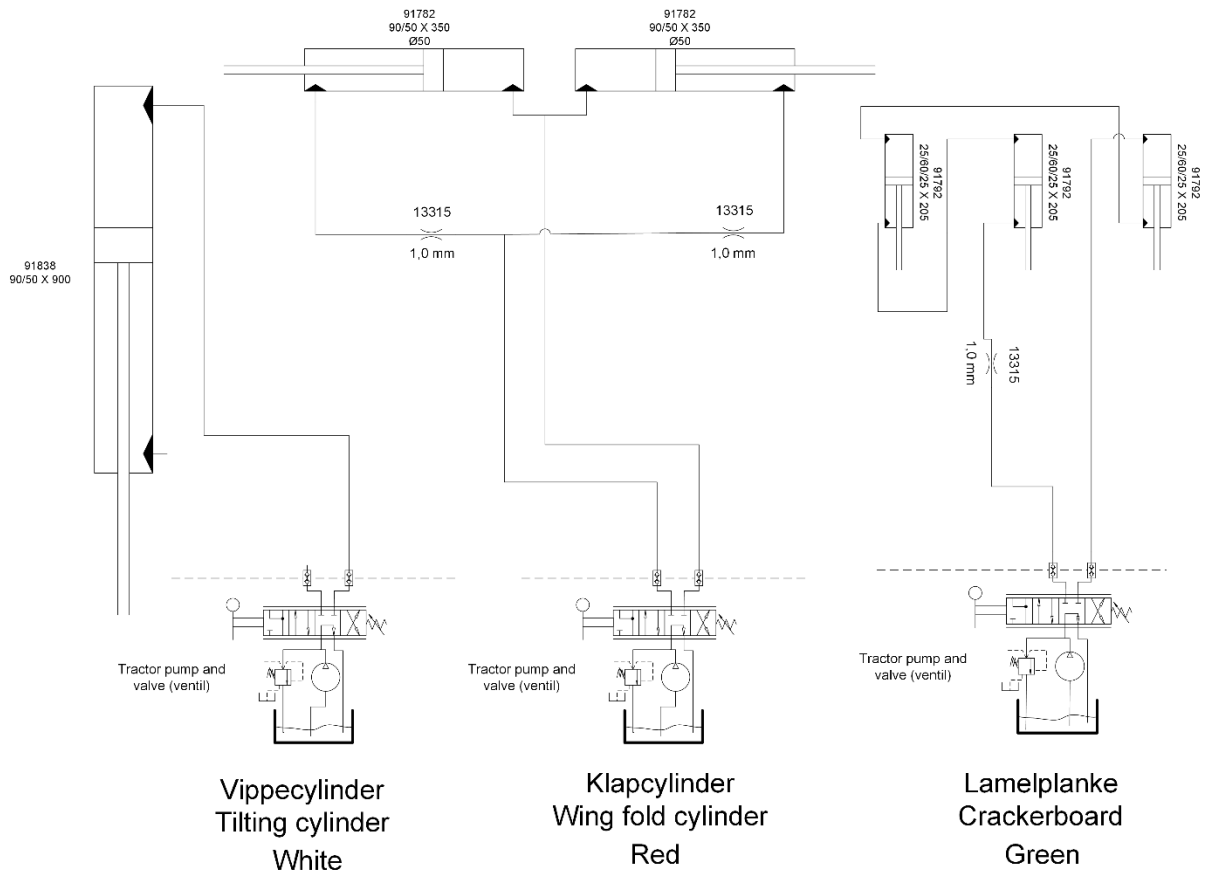 91782
90/50 X 350
Ø50
91782
90/50 X 350
Ø50
91838
90/50 X 900
13315
1,0 mm
13315
1,0 mm
91792
25/60/25 X 205
91792
25/60/25 X 205
91792
25/60/25 X 205
13315
1,0 mm
Tractor pump and
valve (ventil)
Tractor pump and
valve (ventil)
Tractor pump and
valve (ventil)
Vippecylinder
Tilting cylinder
White
Klapcylinder
Wing fold cylinder
Red
Lamelplanke
Crackerboard
Green